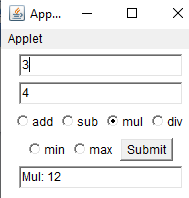 App...
Applet
3
4
add sub mul div
min max Submit
Mul: 12